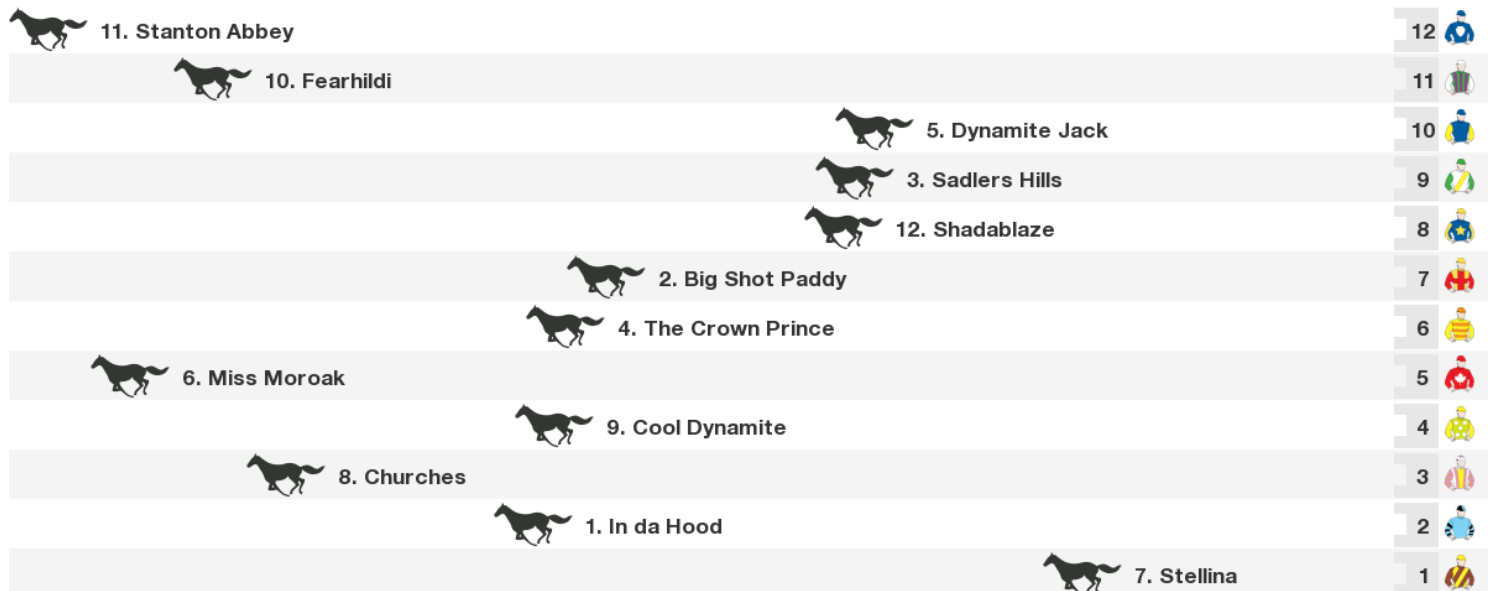 11. Stanton Abbey 12
10. Fearhildi 11
5. Dynamite Jack 10
3. Sadlers Hills 9
12. Shadablaze 8
2. Big Shot Paddy 7
4. The Crown Prince 6
6. Miss Moroak 5
9. Cool Dynamite 4
8. Churches 3
1. In da Hood 2
7. Stellina 1